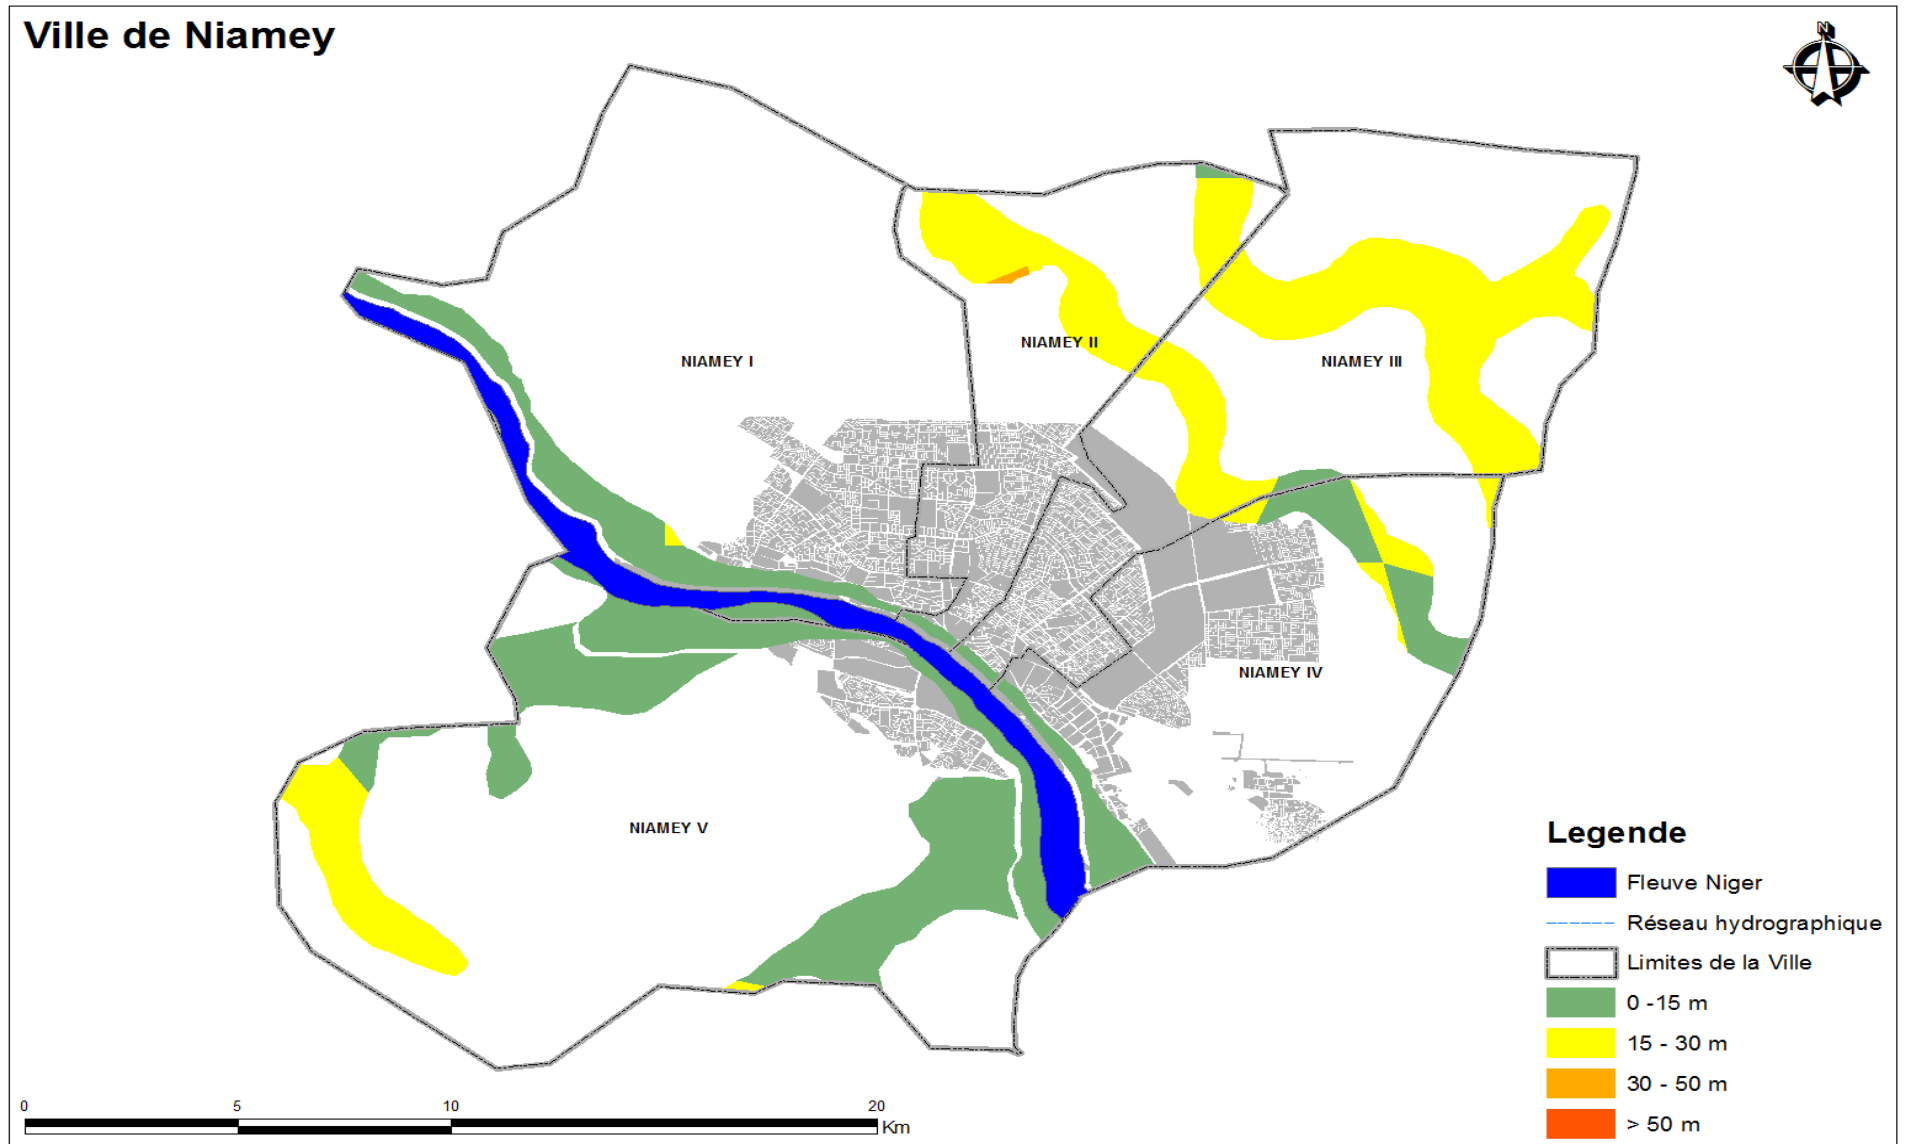 Ville de Niamey
N
NIAMEY I
NIAMEY II
NIAMEY III
NIAMEY IV
NIAMEY V
Legende
Fleuve Niger
Réseau hydrographique
Limites de la Ville
0 -15 m
15 - 30 m
30 - 50 m
> 50 m
0 5 10 20
Km